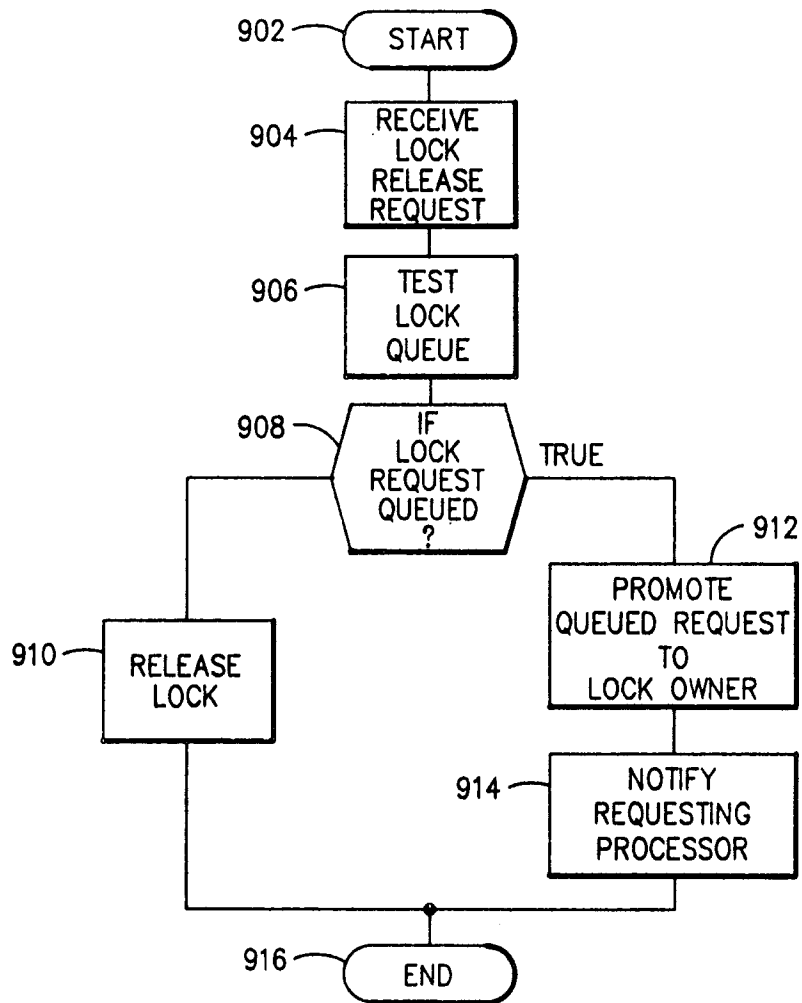 902
START
904
RECEIVE
LOCK
RELEASE
REQUEST
906
TEST
LOCK
QUEUE
908
IF
LOCK
REQUEST
QUEUED
?
TRUE
912
PROMOTE
QUEUED REQUEST
TO
LOCK OWNER
910
RELEASE
LOCK
914
NOTIFY
REQUESTING
PROCESSOR
916
END